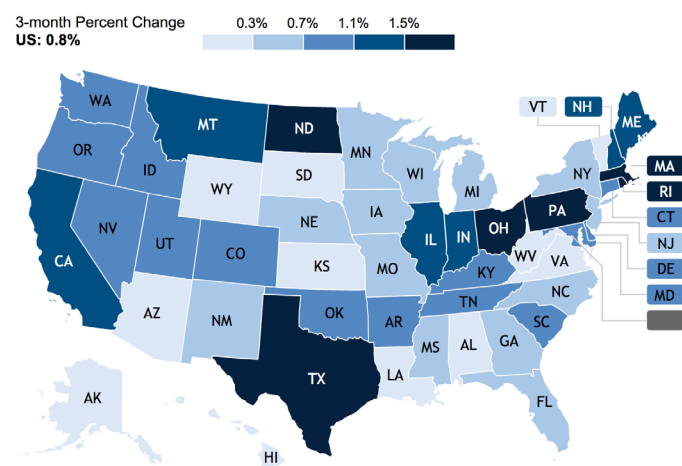 3-month Percent Change
US: 0.8%
0.3% 0.7% 1.1% 1.5%
WA
OR
ID
MT
ND
MN
WY
SD
WI
MI
NY
VT
NH
ME
MA
RI
CT
NJ
DE
MD
NV
UT
CO
NE
IA
IL
IN
OH
PA
CA
KS
MO
KY
WV
VA
AZ
NM
OK
AR
TN
NC
SC
MS
AL
GA
TX
LA
FL
AK
HI